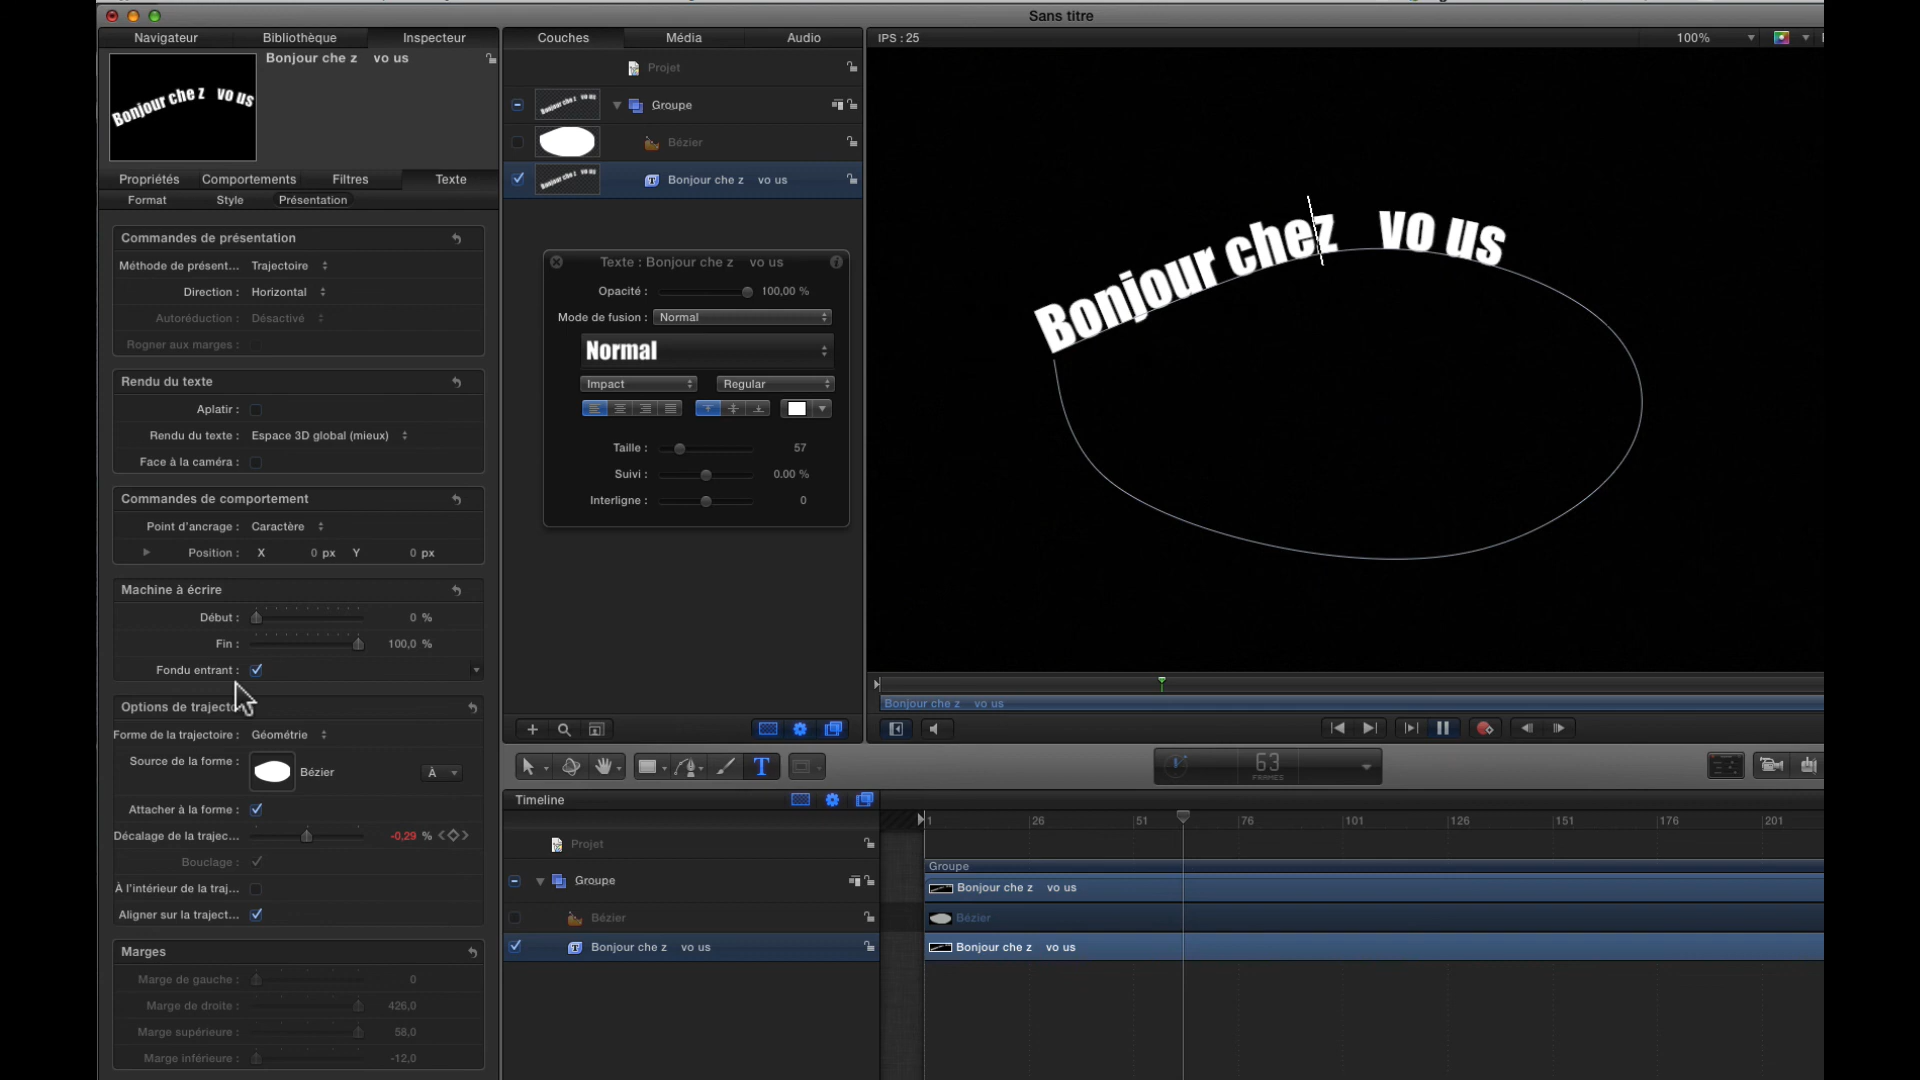 Sans titre
Navigateur Bibliothèque Inspecteur
Bonjour che z vo us
Bonjour che z vo us
Propriétés Comportements Filtres Texte
Format Style Présentation
Commandes de présentation
Méthode de présent... Trajectoire
Direction : Horizontal
Autoréduction : Désactivé
Rogner aux marges :
Rendu du texte
Aplatir :
Rendu du texte : Espace 3D global (mieux)
Face à la caméra :
Commandes de comportement
Point d'ancrage : Caractère
Position : X 0 px Y 0 px
Machine à écrire
Début : 0 %
Fin : 100,0 %
Fondu entrant :
Options de trajecto
Forme de la trajectoire : Géométrie
Source de la forme :
Bézier À
Attacher à la forme :
Décalage de la trajec... -0,29 %
Bouclage :
À l'intérieur de la traj...
Aligner sur la traject...
Marges
Marge de gauche : 0
Marge de droite : 426,0
Marge supérieure : 58,0
Marge inférieure : -12,0
Couches Média Audio
Projet
Groupe
Bézier
Bonjour che z vo us
Texte : Bonjour che z vo us
Opacité : 100,00 %
Mode de fusion : Normal
Normal
Impact Regular
Taille : 57
Suivi : 0.00 %
Interligne : 0
IPS : 25 100%
Bonjour chez vo us
Bonjour che z vo us
T
63
FRAMES
Timeline
1 26 51 76 101 126 151 176 201
Projet
Groupe
Groupe
Bonjour che z vo us
Bézier
Bézier
Bonjour che z vo us
Bonjour che z vo us